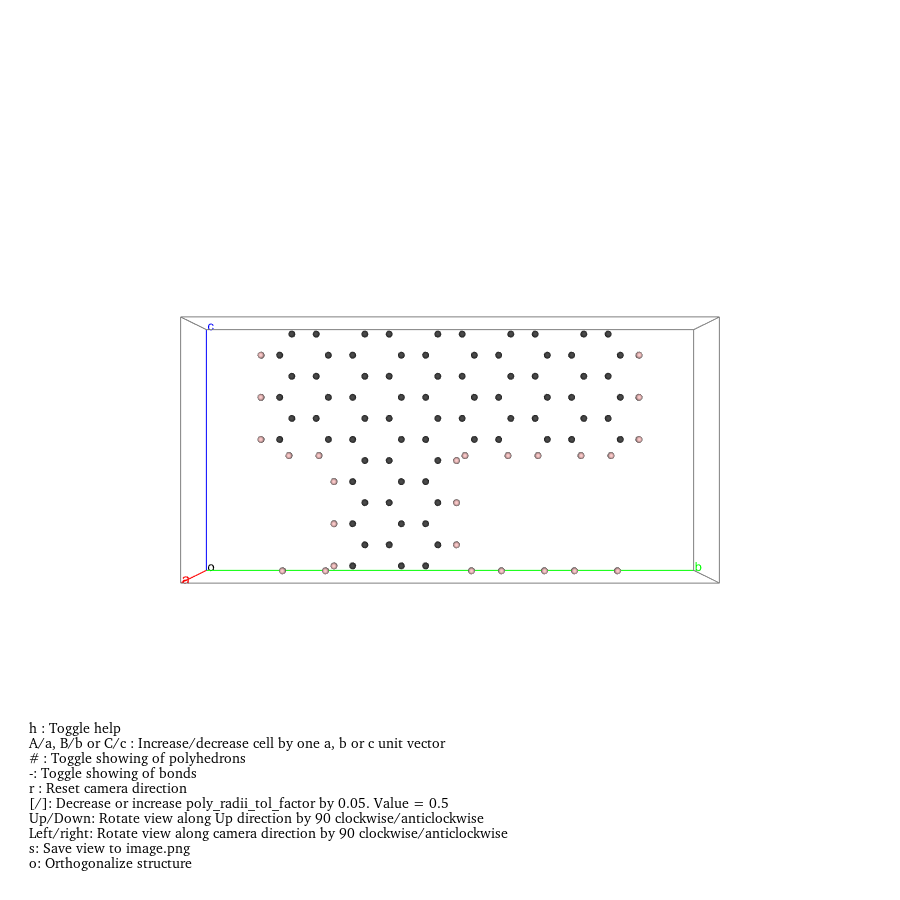 c
o
a
b
h : Toggle help
A/a, B/b or C/c : Increase/decrease cell by one a, b or c unit vector
# : Toggle showing of polyhedrons
-: Toggle showing of bonds
r : Reset camera direction
[/]: Decrease or increase poly_radii_tol_factor by 0.05. Value = 0.5
Up/Down: Rotate view along Up direction by 90 clockwise/anticlockwise
Left/right: Rotate view along camera direction by 90 clockwise/anticlockwise
s: Save view to image.png
o: Orthogonalize structure